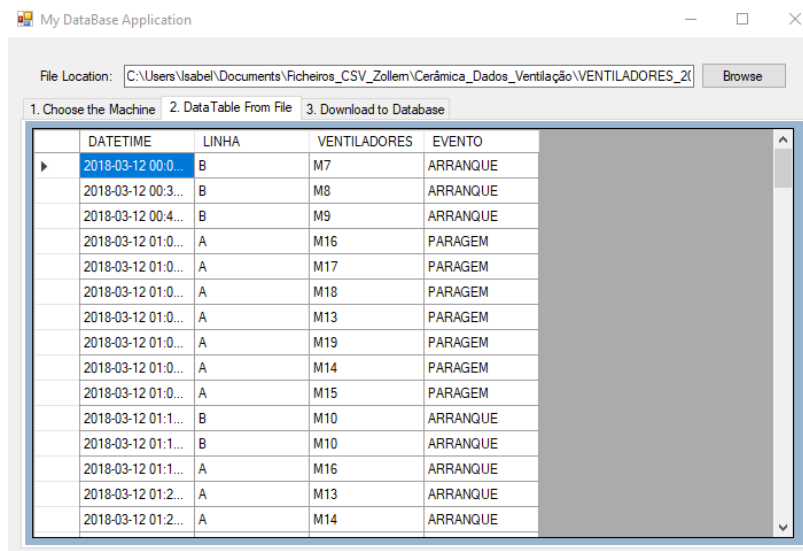 My DataBase Application
File Location: C:\Users\Isabel\Documents\Ficheiros_CSV_Zollern\Cerâmica_Dados_Ventilação\VENTILADORES_20 Browse
1. Choose the Machine 2. DataTable From File 3. Download to Database
DATETIME LINHA VENTILADORES EVENTO
2018-03-12 00:0... B M7 ARRANQUE
2018-03-12 00:3... B M8 ARRANQUE
2018-03-12 00:4... B M9 ARRANQUE
2018-03-12 01:0... A M16 PARAGEM
2018-03-12 01:0... A M17 PARAGEM
2018-03-12 01:0... A M18 PARAGEM
2018-03-12 01:0... A M13 PARAGEM
2018-03-12 01:0... A M19 PARAGEM
2018-03-12 01:0... A M14 PARAGEM
2018-03-12 01:0... A M15 PARAGEM
2018-03-12 01:1... B M10 ARRANQUE
2018-03-12 01:1... B M10 ARRANQUE
2018-03-12 01:1... A M16 ARRANQUE
2018-03-12 01:2... A M13 ARRANQUE
2018-03-12 01:2... A M14 ARRANQUE